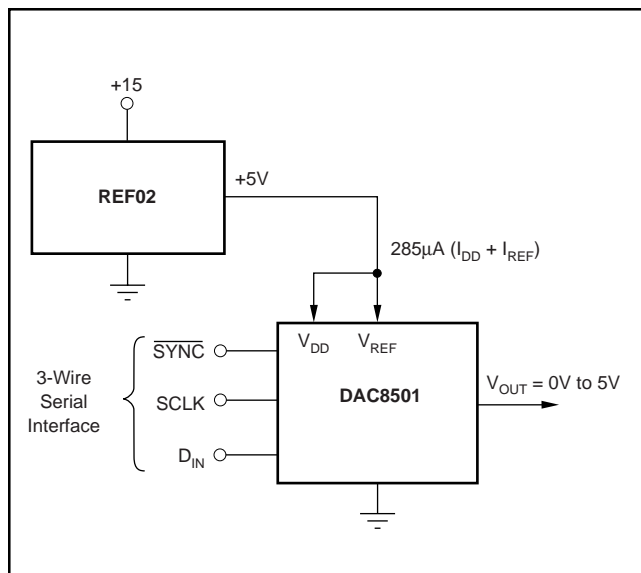 +15
REF02
+5V
285µA (I_DD + I_REF)
V_DD
V_REF
3-Wire
Serial
Interface
S̅Y̅N̅C̅
SCLK
D_IN
DAC8501
V_OUT = 0V to 5V